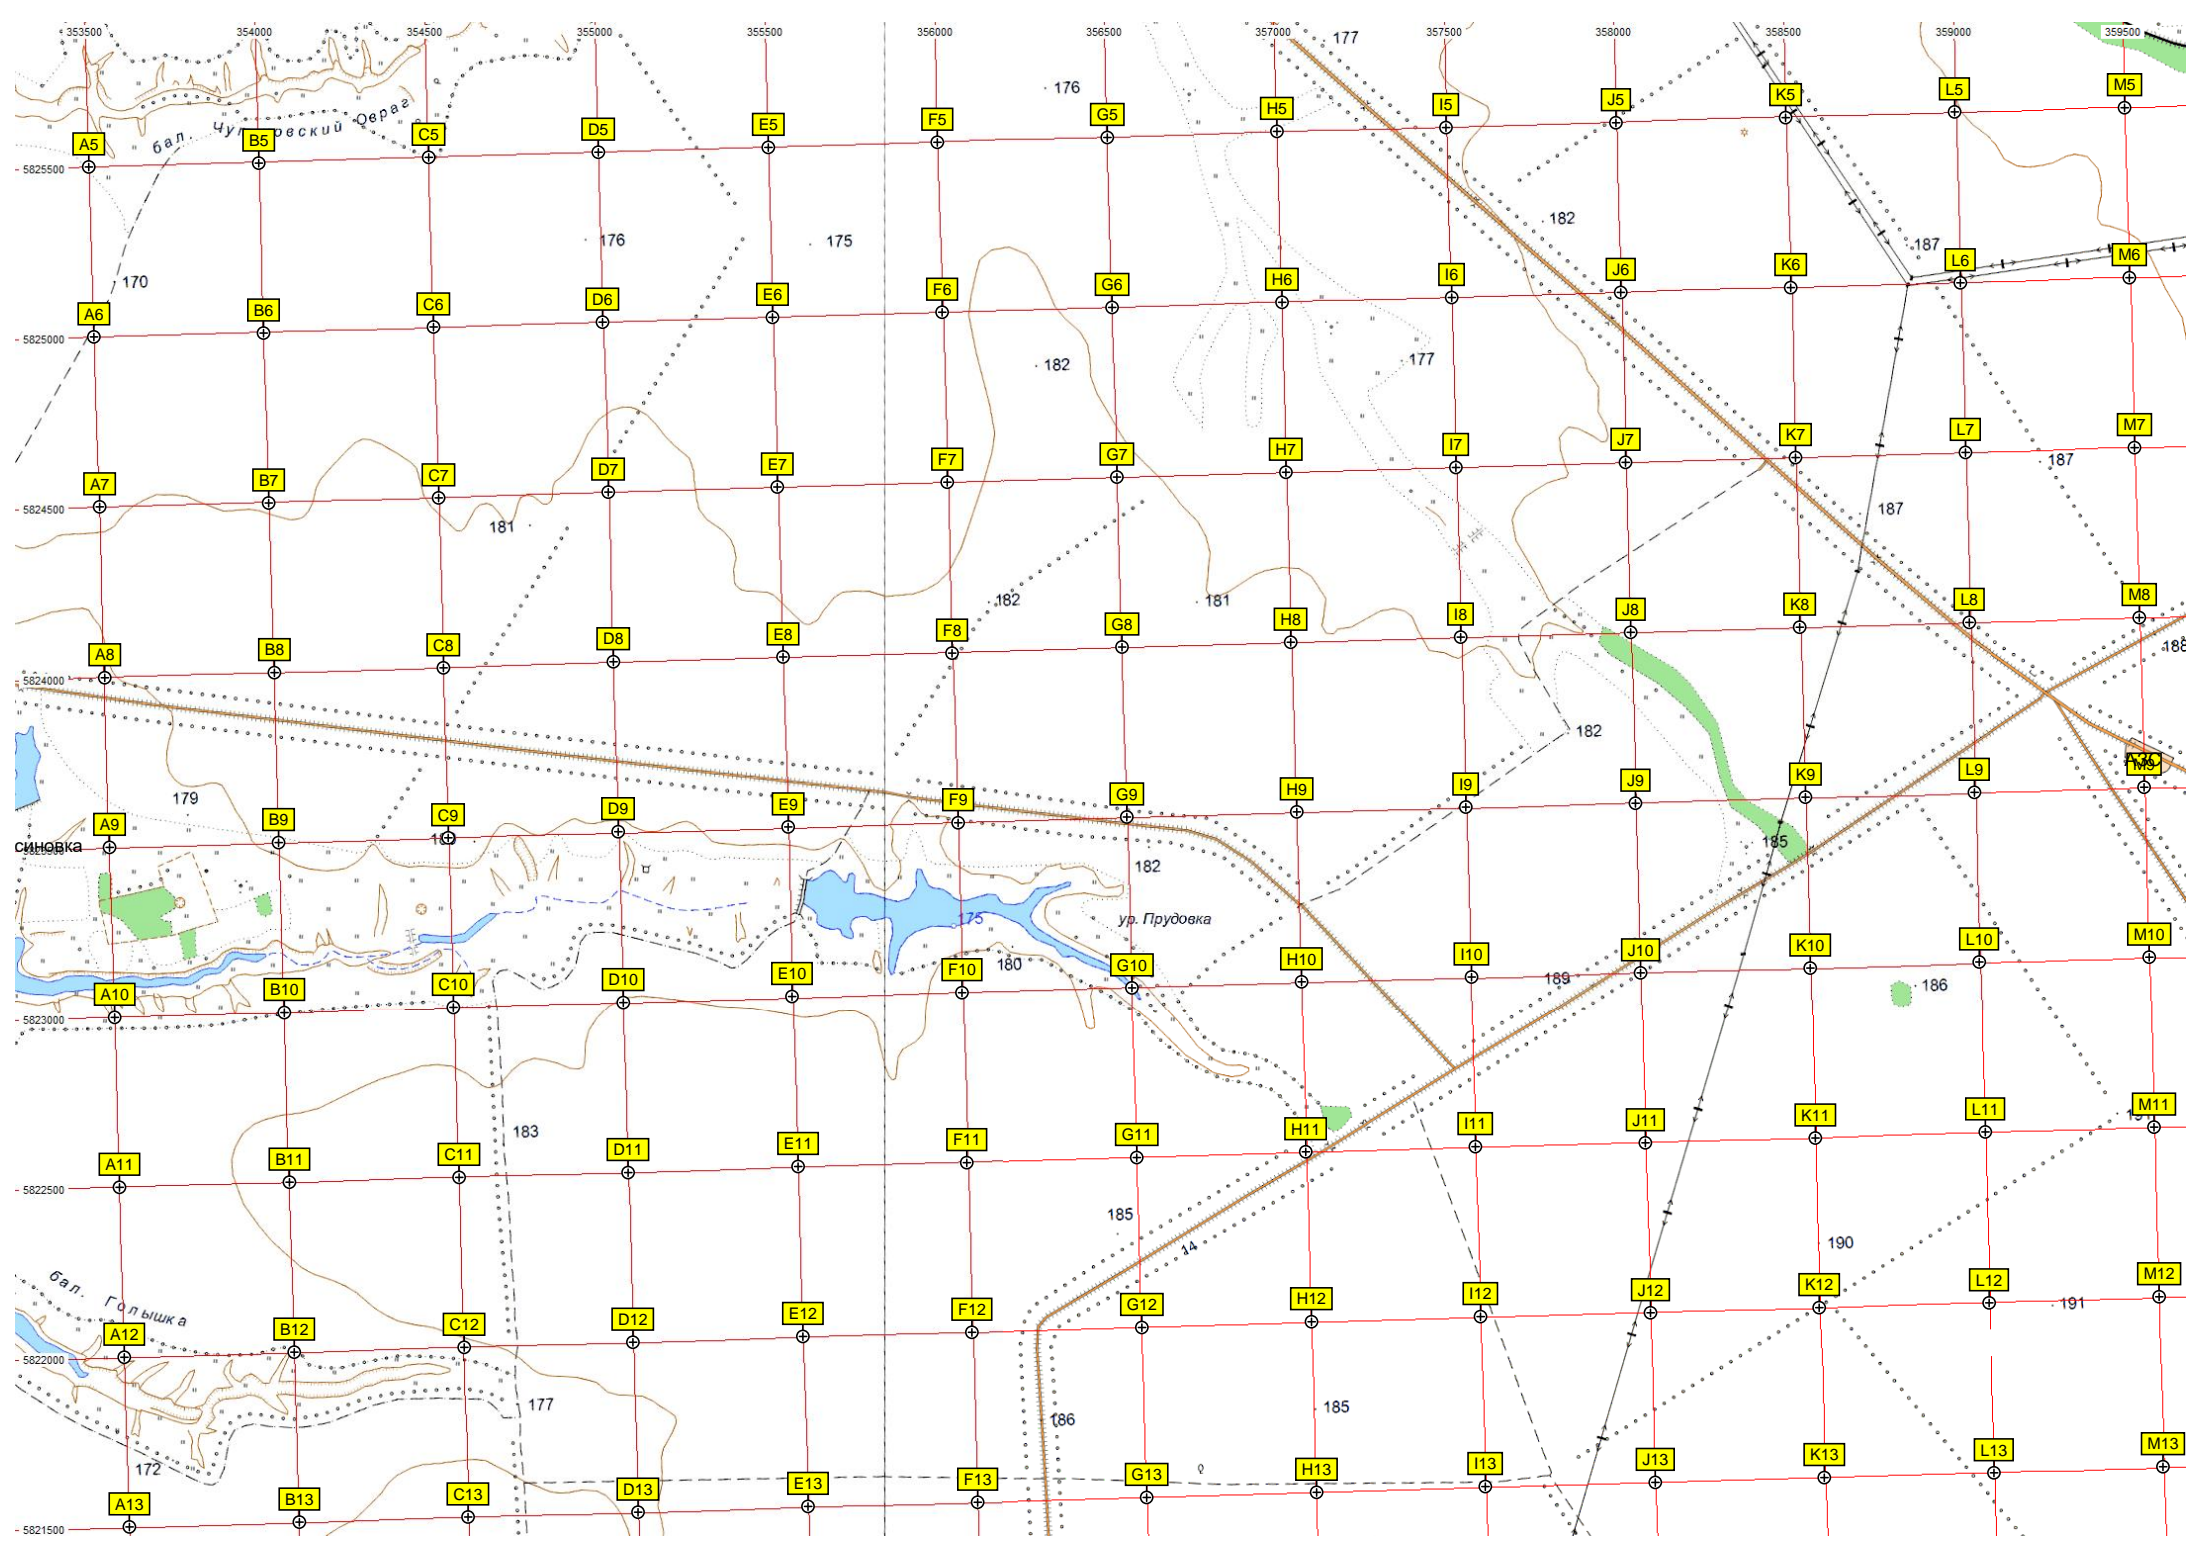 353500 354000 354500 355000 355500 356000 356500 357000 357500 358000 358500 359000 359500
177
176
A5 B5 C5 D5 E5 F5 G5 H5 I5 J5 K5 L5 M5
бал.
Овраг
5825500
182
176 175 187
170
A6 B6 C6 D6 E6 F6 G6 H6 I6 J6 K6 L6 M6
5825000
182 177
A7 B7 C7 D7 E7 F7 G7 H7 I7 J7 K7 L7 M7
187
5824500
181 187
182 181
A8 B8 C8 D8 E8 F8 G8 H8 I8 J8 K8 L8 M8
188
5824000
182
179
A9 B9 C9 D9 E9 F9 G9 H9 I9 J9 K9 L9 M9
синовка
185
182
175 ур. Прудовка
180 189 186
A10 B10 C10 D10 E10 F10 G10 H10 I10 J10 K10 L10 M10
5823000
183
A11 B11 C11 D11 E11 F11 G11 H11 I11 J11 K11 L11 M11
5822500
185
14
190
бал. Голышка
A12 B12 C12 D12 E12 F12 G12 H12 I12 J12 K12 L12 M12
191
5822000
177 186 185
172
A13 B13 C13 D13 E13 F13 G13 H13 I13 J13 K13 L13 M13
5821500